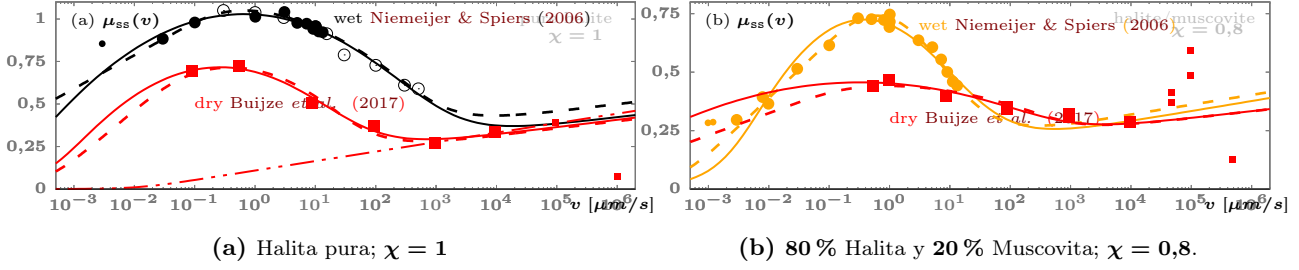 (a) μss(v) wet Niemeijer & Spiers (2006)
pure halite
χ = 1
1
0,75
0,5
0,25
0
dry Buijze et al. (2017)
10⁻³ 10⁻² 10⁻¹ 10⁰ 10¹ 10² 10³ 10⁴ 10⁵ 10⁶
v [μm/s]
(a) Halita pura; χ = 1
(b) μss(v) wet Niemeijer & Spiers (2006)
halite/muscovite
χ = 0,8
0,75
0,5
0,25
0
dry Buijze et al. (2017)
10⁻³ 10⁻² 10⁻¹ 10⁰ 10¹ 10² 10³ 10⁴ 10⁵ 10⁶
v [μm/s]
(b) 80 % Halita y 20 % Muscovita; χ = 0,8.